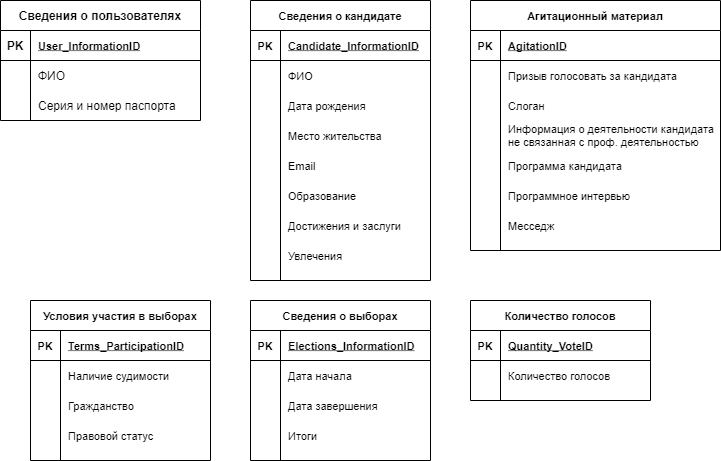 Сведения о пользователях
PK User_InformationID
ФИО
Серия и номер паспорта
Сведения о кандидате
PK Candidate_InformationID
ФИО
Дата рождения
Место жительства
Email
Образование
Достижения и заслуги
Увлечения
Агитационный материал
PK AgitationID
Призыв голосовать за кандидата
Слоган
Информация о деятельности кандидата
не связанная с проф. деятельностью
Программа кандидата
Программное интервью
Месседж
Условия участия в выборах
PK Terms_ParticipationID
Наличие судимости
Гражданство
Правовой статус
Сведения о выборах
PK Elections_InformationID
Дата начала
Дата завершения
Итоги
Количество голосов
PK Quantity_VoteID
Количество голосов